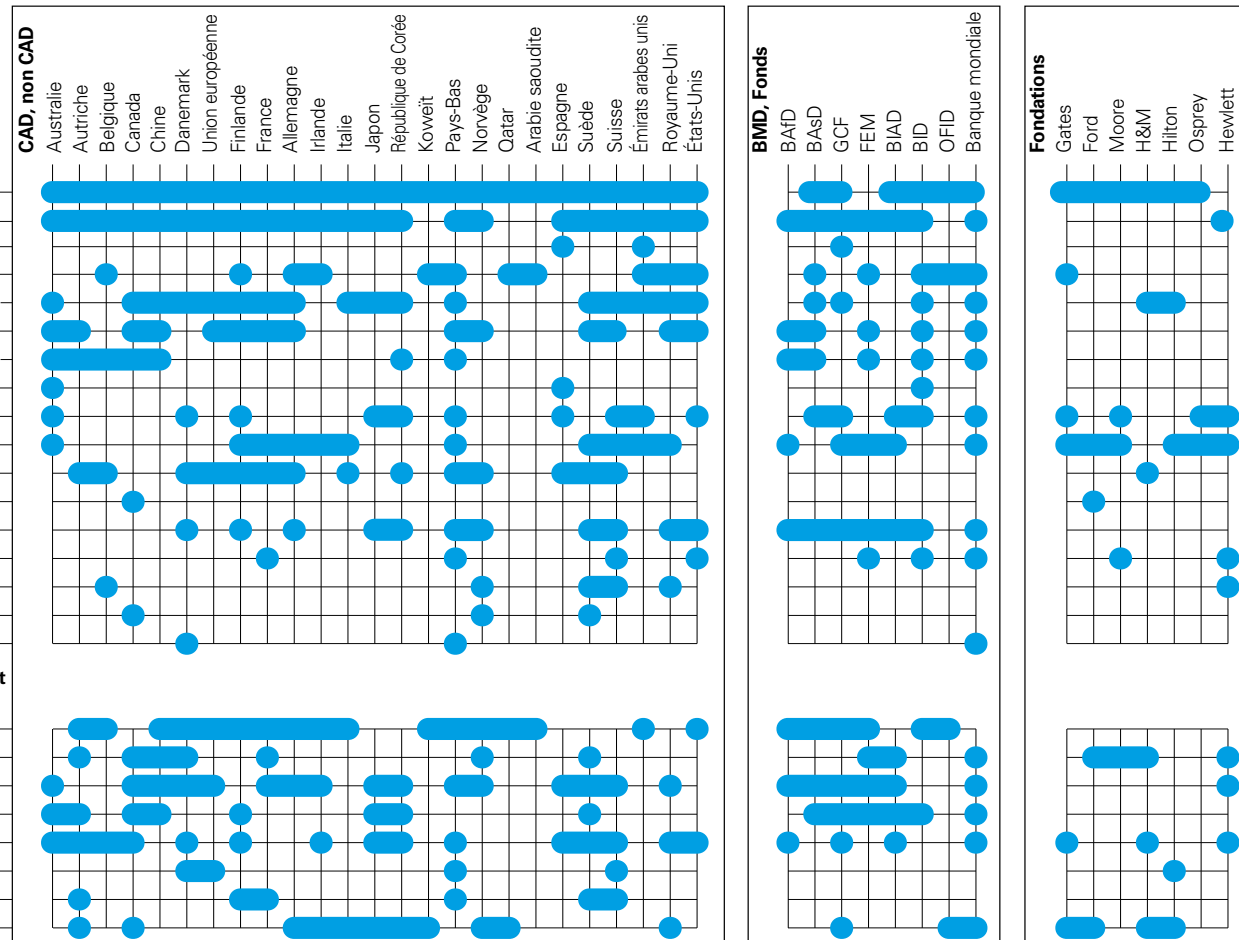 CAD, non CAD
Australie
Autriche
Belgique
Canada
Chine
Danemark
Union européenne
Finlande
France
Allemagne
Irlande
Italie
Japon
République de Corée
Koweït
Pays-Bas
Norvège
Qatar
Arabie saoudite
Espagne
Suède
Suisse
Émirats arabes unis
Royaume-Uni
États-Unis
BMD, Fonds
BAfD
BAsD
GCF
FEM
BIAD
BID
OFID
Banque mondiale
Fondations
Gates
Ford
Moore
H&M
Hilton
Osprey
Hewlett
t